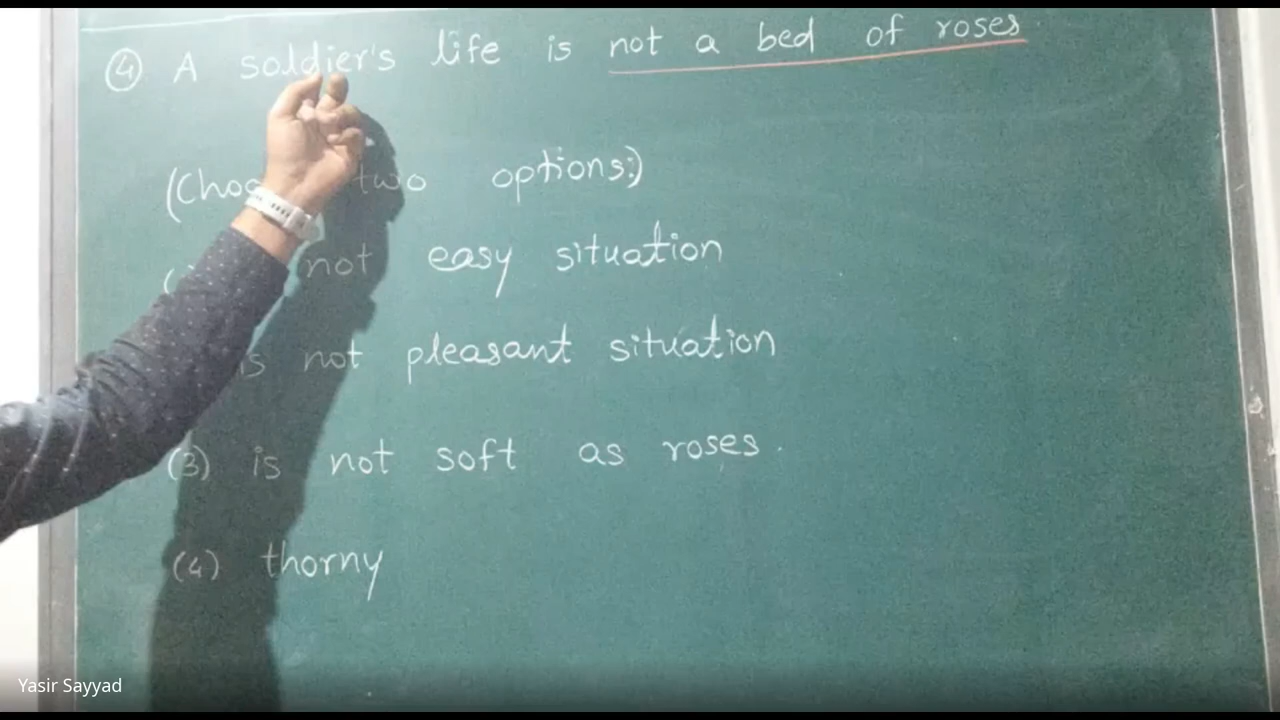 ④ A soldier's life is not a bed of roses
two options:)
not easy situation
is not pleasant situation
(3) is not soft as roses.
(4) thorny
Yasir Sayyad